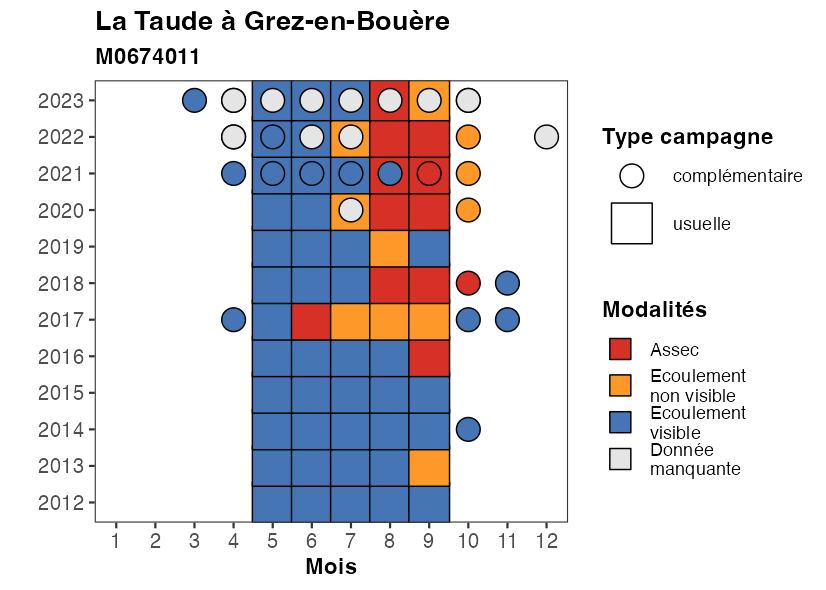 La Taude à Grez-en-Bouère
M0674011
2023
2022
2021
2020
2019
2018
2017
2016
2015
2014
2013
2012
1 2 3 4 5 6 7 8 9 10 11 12
Mois
Type campagne
complémentaire
usuelle
Modalités
Assec
Ecoulement
non visible
Ecoulement
visible
Donnée
manquante